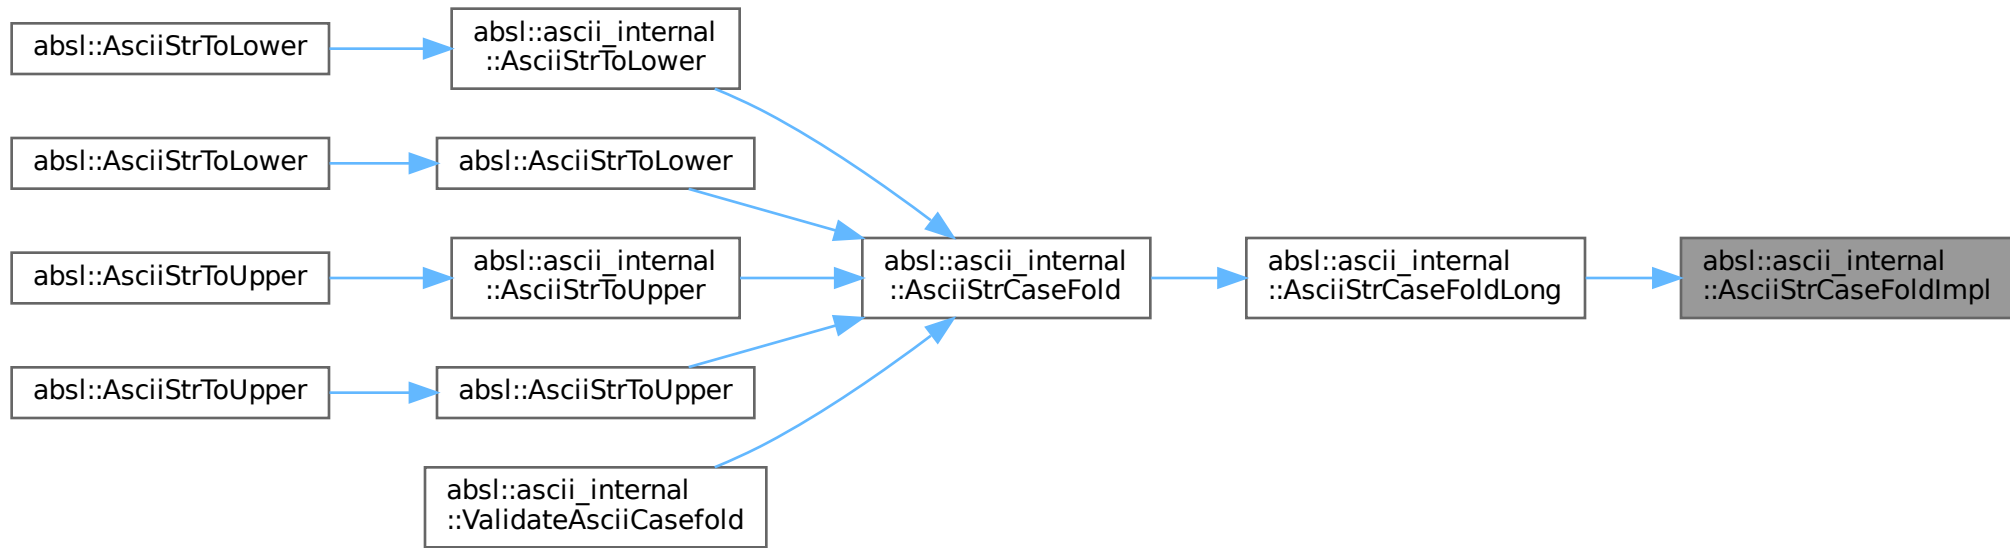 absl::AsciiStrToLower
absl::ascii_internal
::AsciiStrToLower
absl::AsciiStrToLower
absl::AsciiStrToLower
absl::AsciiStrToUpper
absl::ascii_internal
::AsciiStrToUpper
absl::AsciiStrToUpper
absl::AsciiStrToUpper
absl::ascii_internal
::ValidateAsciiCasefold
absl::ascii_internal
::AsciiStrCaseFold
absl::ascii_internal
::AsciiStrCaseFoldLong
absl::ascii_internal
::AsciiStrCaseFoldImpl